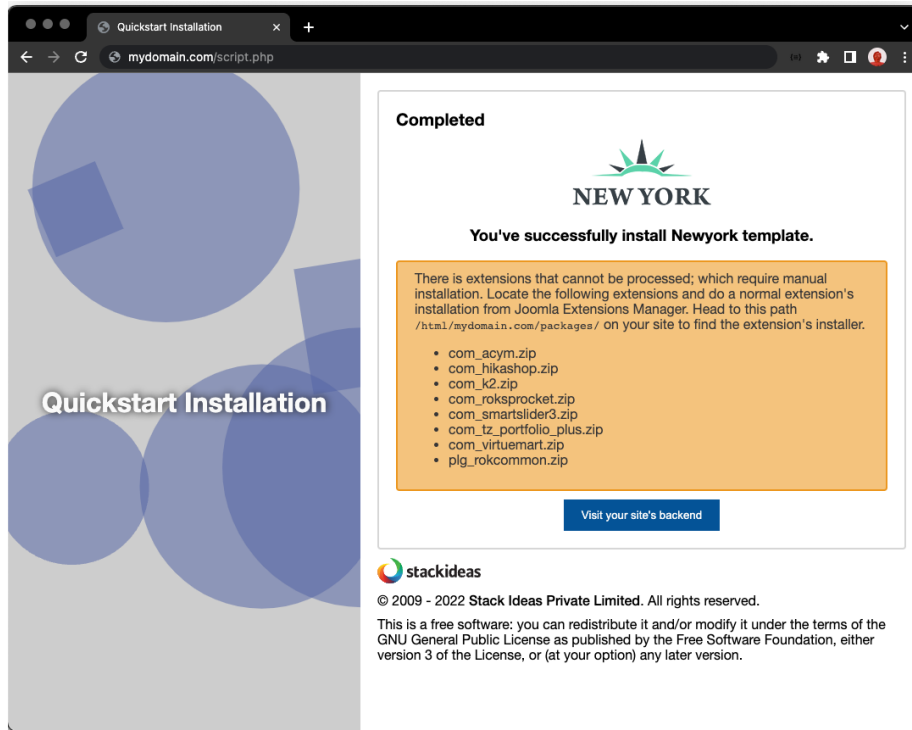 Quickstart Installation
mydomain.com/script.php
Quickstart Installation
Completed
NEW YORK
You've successfully install Newyork template.
There is extensions that cannot be processed; which require manual
installation. Locate the following extensions and do a normal extension's
installation from Joomla Extensions Manager. Head to this path
/html/mydomain.com/packages/ on your site to find the extension's installer.
• com_acym.zip
• com_hikashop.zip
• com_k2.zip
• com_roksprocket.zip
• com_smartslider3.zip
• com_tz_portfolio_plus.zip
• com_virtuemart.zip
• plg_rokcommon.zip
Visit your site's backend
stackideas
© 2009 - 2022 Stack Ideas Private Limited. All rights reserved.
This is a free software: you can redistribute it and/or modify it under the terms of the
GNU General Public License as published by the Free Software Foundation, either
version 3 of the License, or (at your option) any later version.